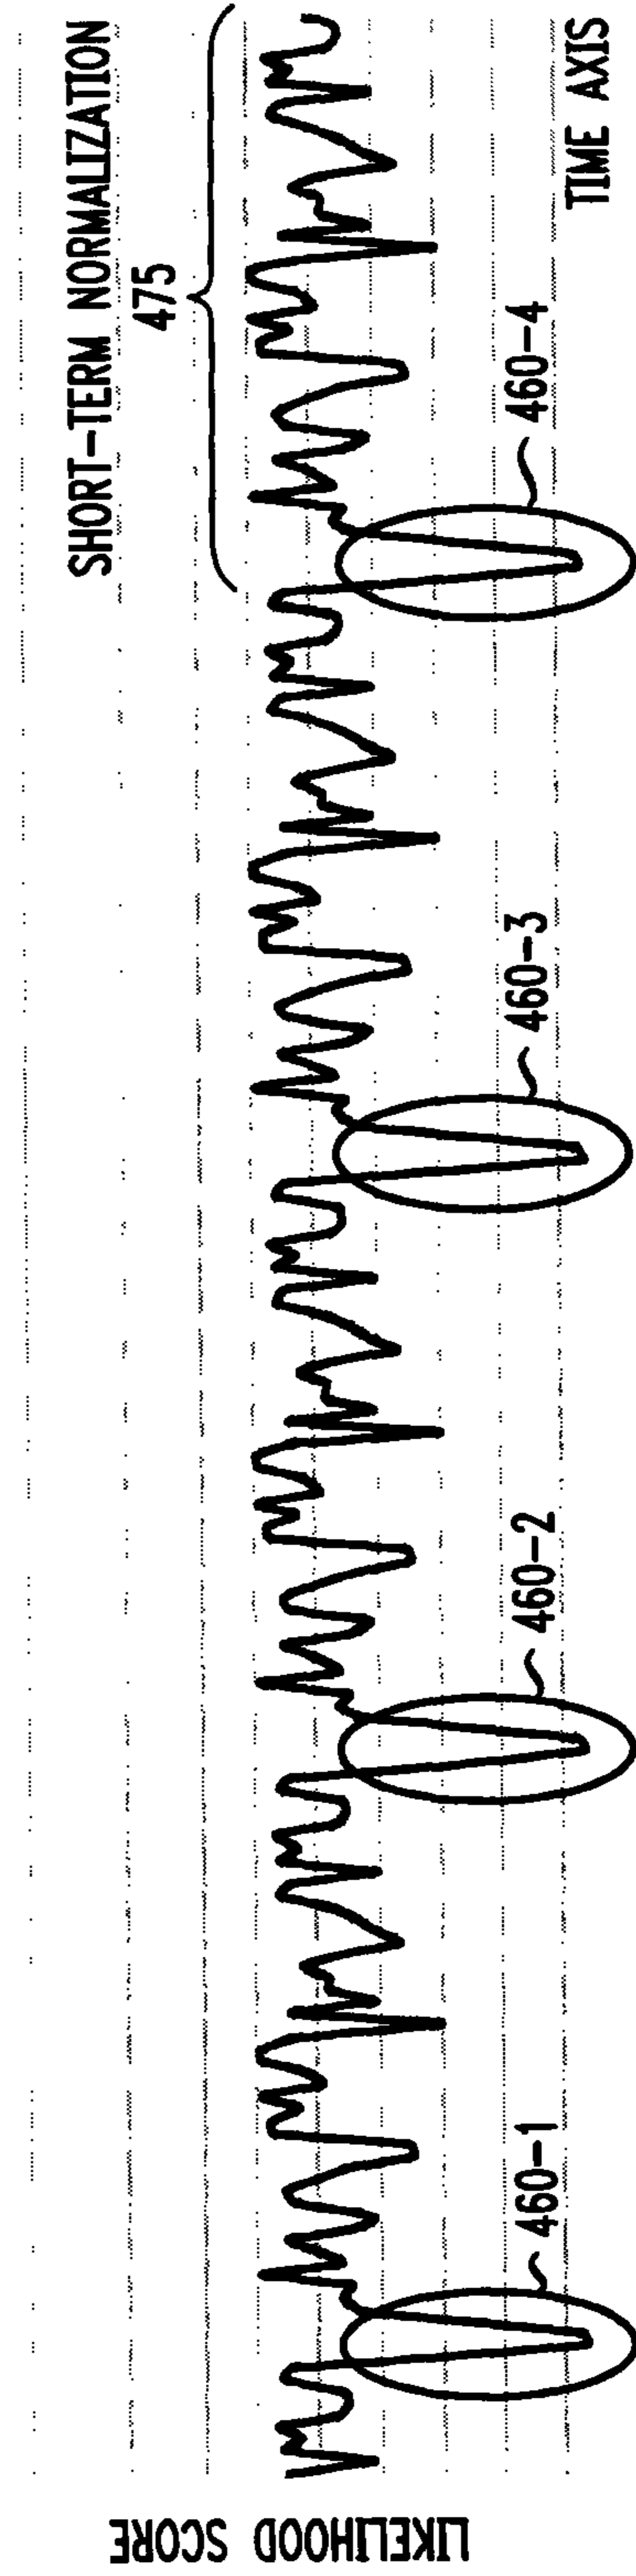 SHORT-TERM NORMALIZATION
475
LIKELIHOOD SCORE
460-1
460-2
460-3
460-4
TIME AXIS